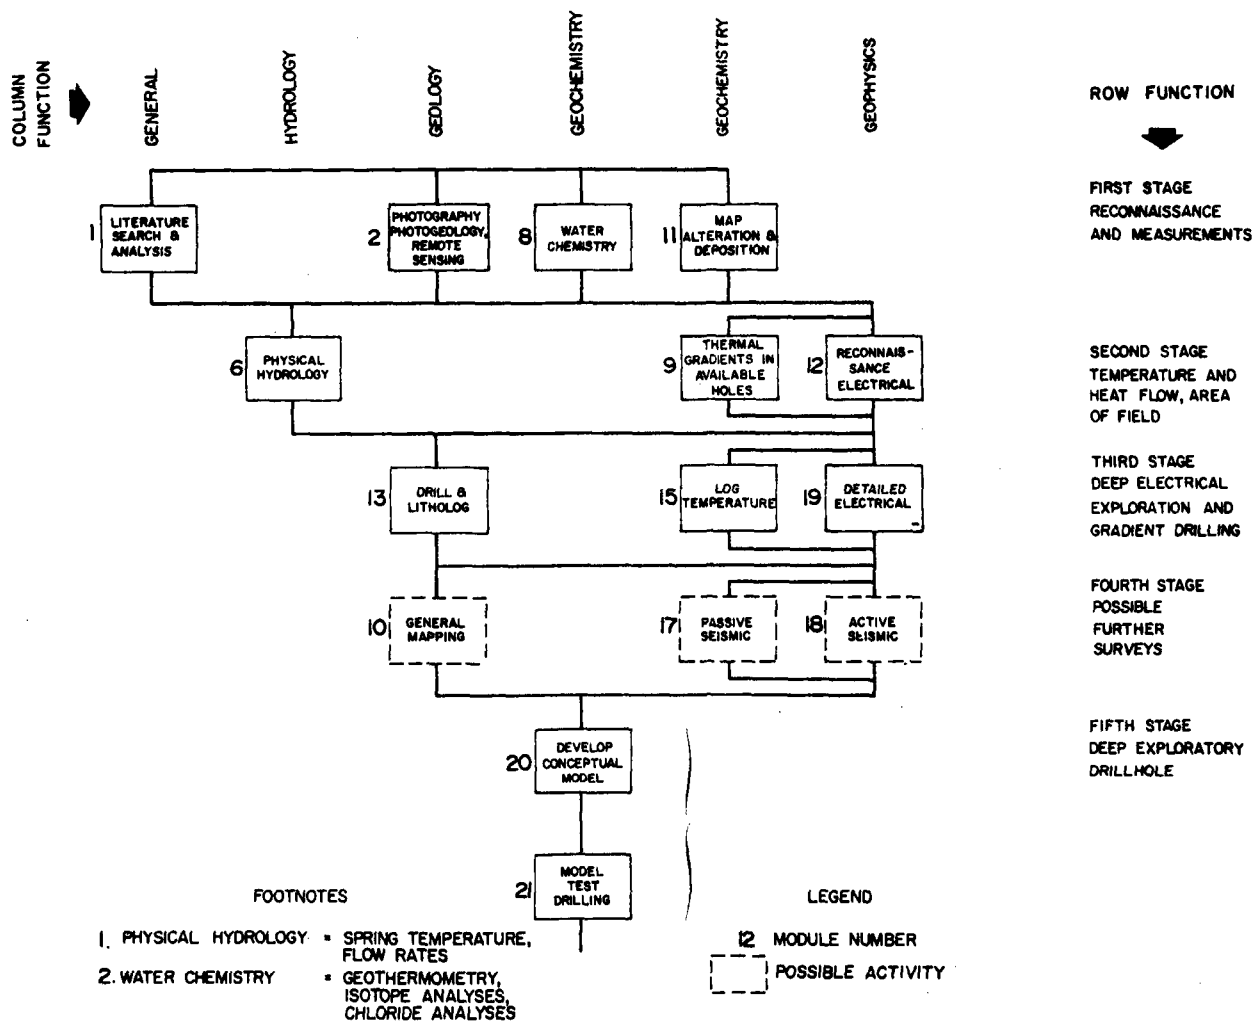 COLUMN
FUNCTION
GENERAL
HYDROLOGY
GEOLOGY
GEOCHEMISTRY
GEOCHEMISTRY
GEOPHYSICS
ROW FUNCTION
FIRST STAGE
RECONNAISSANCE
AND MEASUREMENTS
1
LITERATURE
SEARCH &
ANALYSIS
2
PHOTOGRAPHY
PHOTOGEOLOGY,
REMOTE
SENSING
8
WATER
CHEMISTRY
11
MAP
ALTERATION &
DEPOSITION
6
PHYSICAL
HYDROLOGY
9
THERMAL
GRADIENTS IN
AVAILABLE
HOLES
12
RECONNAIS-
SANCE
ELECTRICAL
SECOND STAGE
TEMPERATURE AND
HEAT FLOW, AREA
OF FIELD
13
DRILL &
LITHOLOG
15
LOG
TEMPERATURE
19
DETAILED
ELECTRICAL
THIRD STAGE
DEEP ELECTRICAL
EXPLORATION AND
GRADIENT DRILLING
10
GENERAL
MAPPING
17
PASSIVE
SEISMIC
18
ACTIVE
SEISMIC
FOURTH STAGE
POSSIBLE
FURTHER
SURVEYS
20
DEVELOP
CONCEPTUAL
MODEL
FIFTH STAGE
DEEP EXPLORATORY
DRILLHOLE
21
MODEL
TEST
DRILLING
FOOTNOTES
1. PHYSICAL HYDROLOGY = SPRING TEMPERATURE,
FLOW RATES
2. WATER CHEMISTRY = GEOTHERMOMETRY,
ISOTOPE ANALYSES,
CHLORIDE ANALYSES
LEGEND
12 MODULE NUMBER
POSSIBLE ACTIVITY